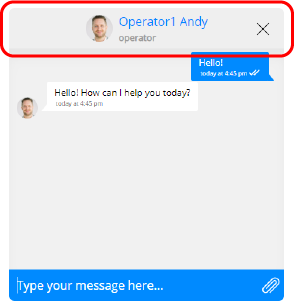 Operator1 Andy
operator
Hello!
today at 4:45 pm
Hello! How can I help you today?
today at 4:45 pm
Type your message here...